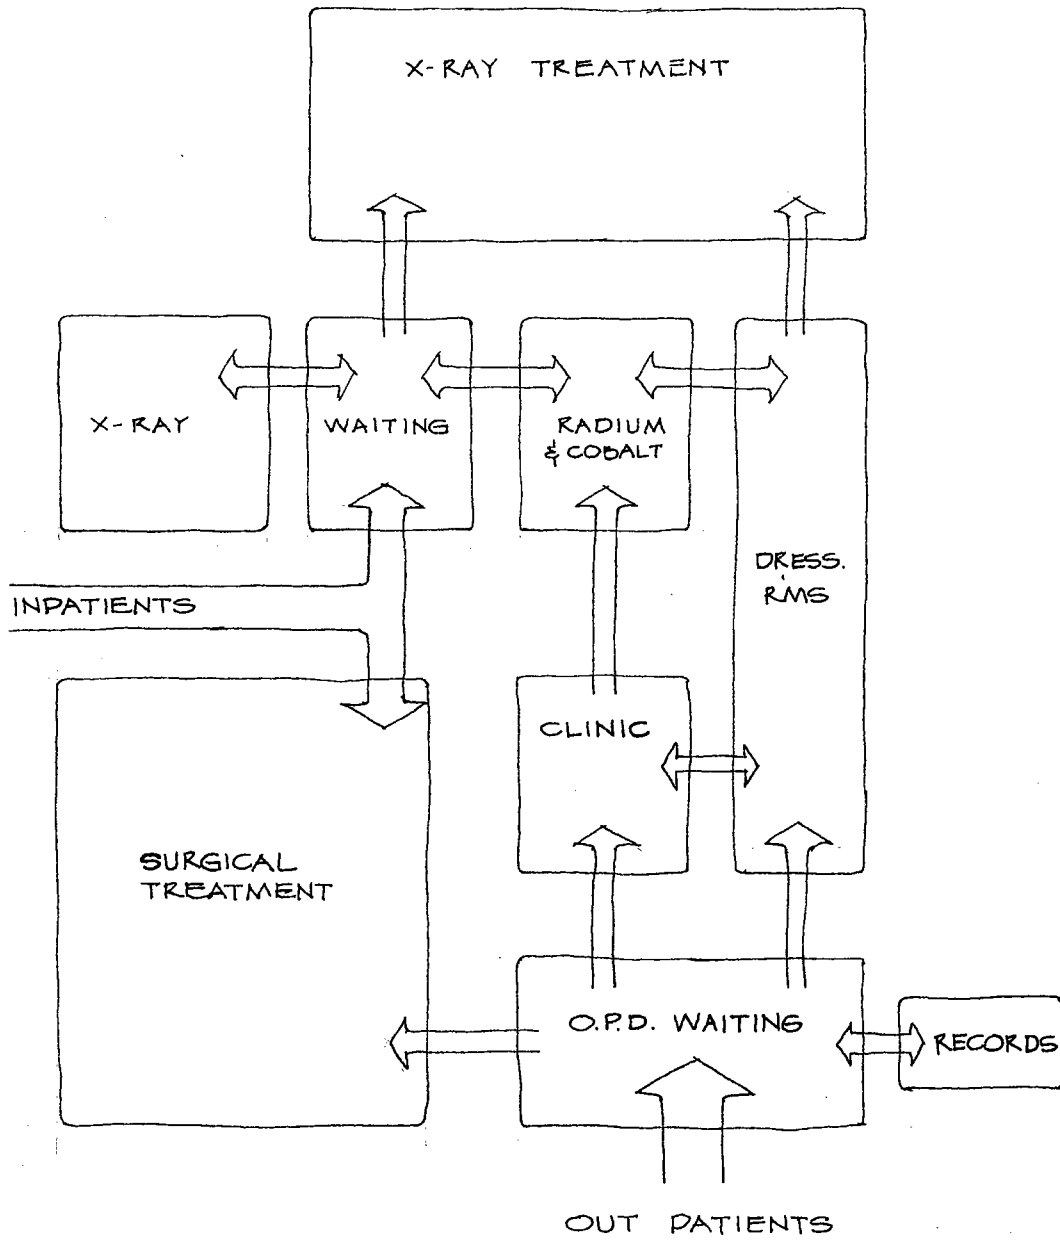 X-RAY TREATMENT
X-RAY
WAITING
RADIUM
& COBALT
DRESS.
RMS
INPATIENTS
CLINIC
SURGICAL
TREATMENT
O.P.D. WAITING
RECORDS
OUT PATIENTS